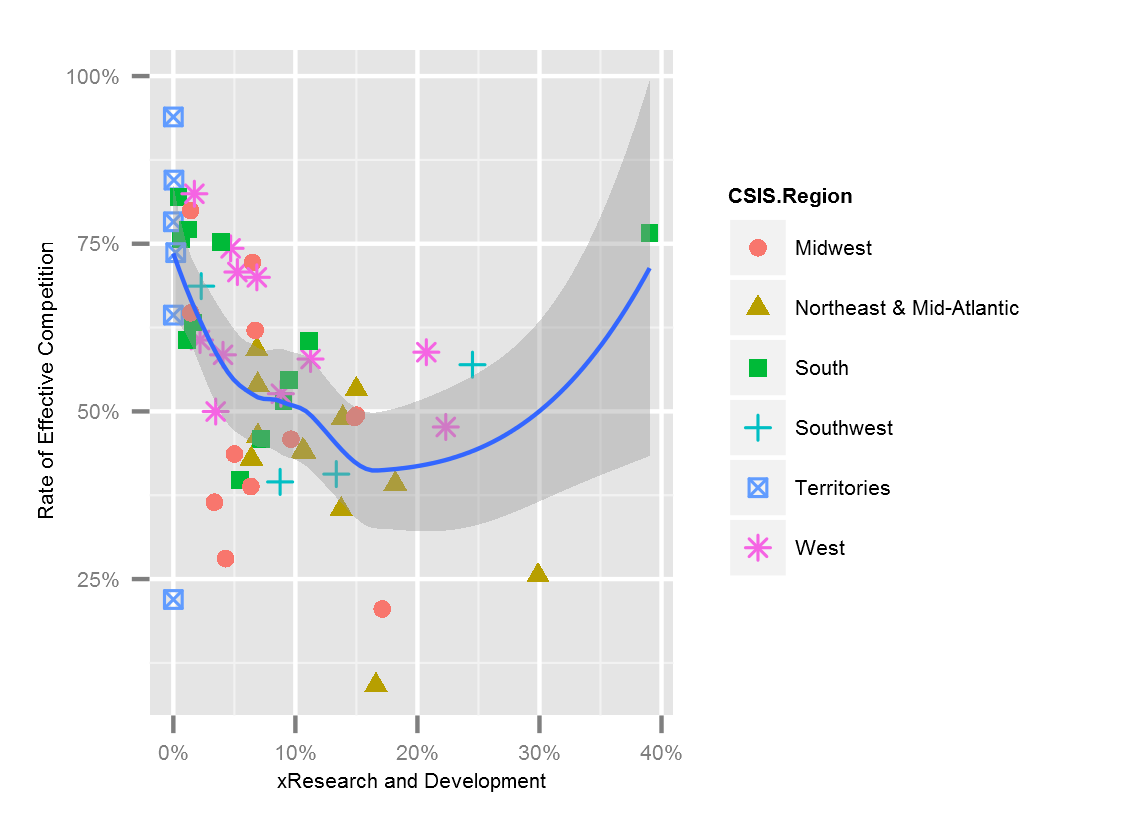 100%
75%
50%
25%
0%
10%
20%
30%
40%
xResearch and Development
Rate of Effective Competition
CSIS.Region
Midwest
Northeast & Mid-Atlantic
South
Southwest
Territories
West